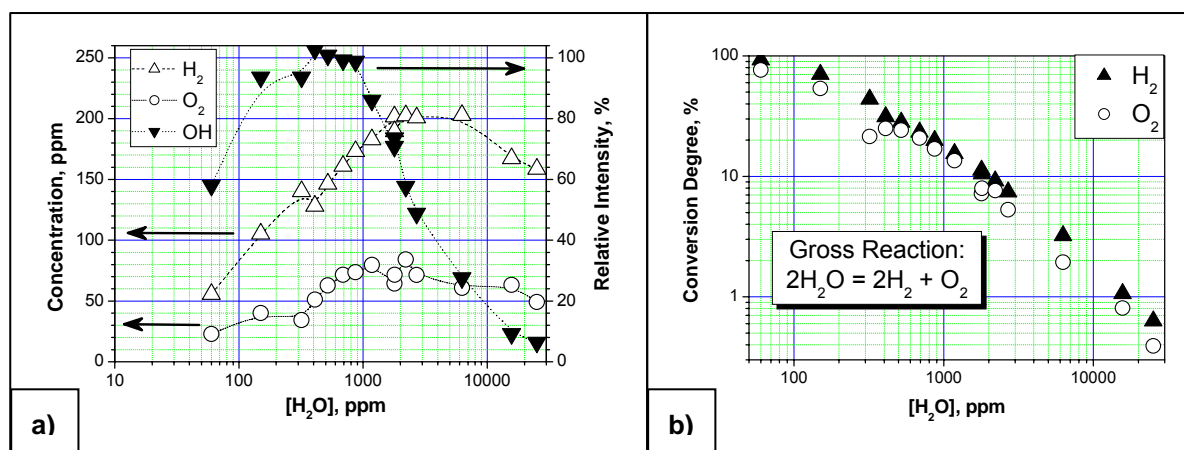 250
200
150
100
50
0
Concentration, ppm
H₂
O₂
OH
100
80
60
40
20
0
Relative Intensity, %
10
100
1000
10000
[H₂O], ppm
a)
100
10
1
Conversion Degree, %
H₂
O₂
Gross Reaction:
2H₂O = 2H₂ + O₂
100
1000
10000
[H₂O], ppm
b)